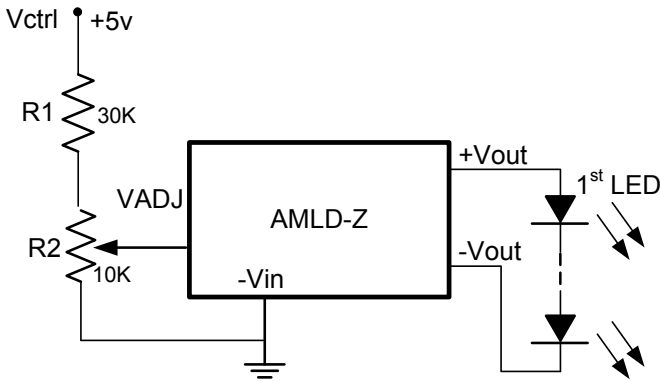 Vctrl
+5v
R1
30K
+Vout
1st LED
VADJ
AMLD-Z
R2
10K
-Vout
-Vin